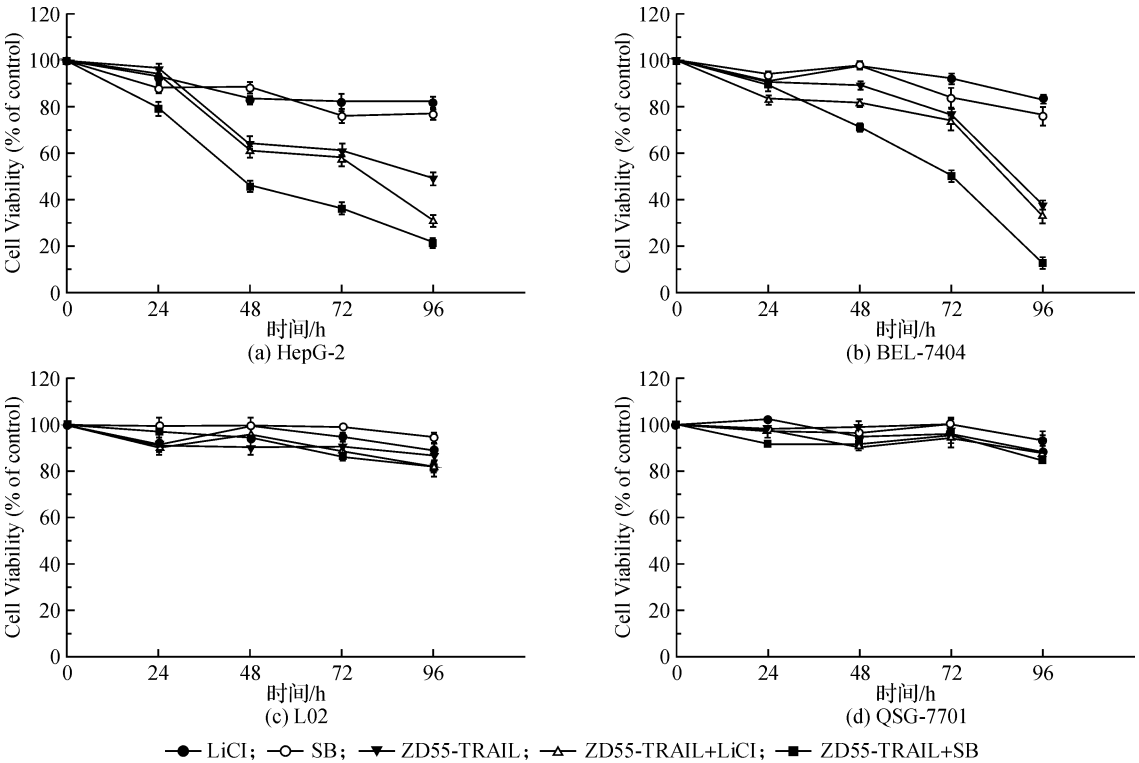 Cell Viability (% of control)
120
100
80
60
40
20
0
0 24 48 72 96
时间/h
(a) HepG-2
Cell Viability (% of control)
120
100
80
60
40
20
0
0 24 48 72 96
时间/h
(b) BEL-7404
Cell Viability (% of control)
120
100
80
60
40
20
0
0 24 48 72 96
时间/h
(c) L02
Cell Viability (% of control)
120
100
80
60
40
20
0
0 24 48 72 96
时间/h
(d) QSG-7701
LiCl; SB; ZD55-TRAIL; ZD55-TRAIL+LiCl; ZD55-TRAIL+SB